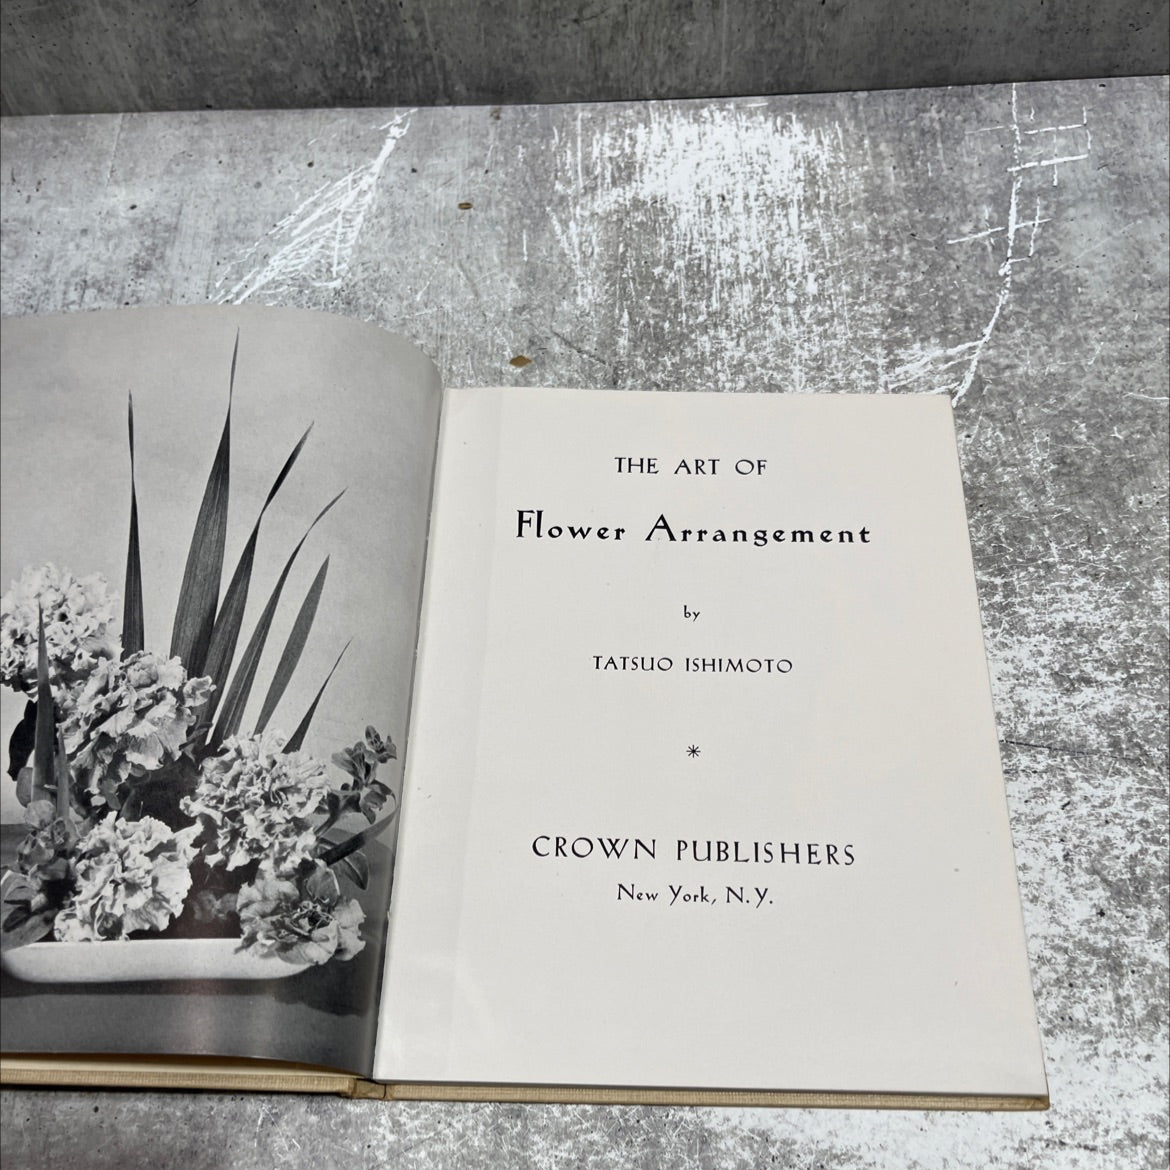 THE ART OF
Flower Arrangement
by
TATSUO ISHIMOTO
*
CROWN PUBLISHERS
New York, N.Y.